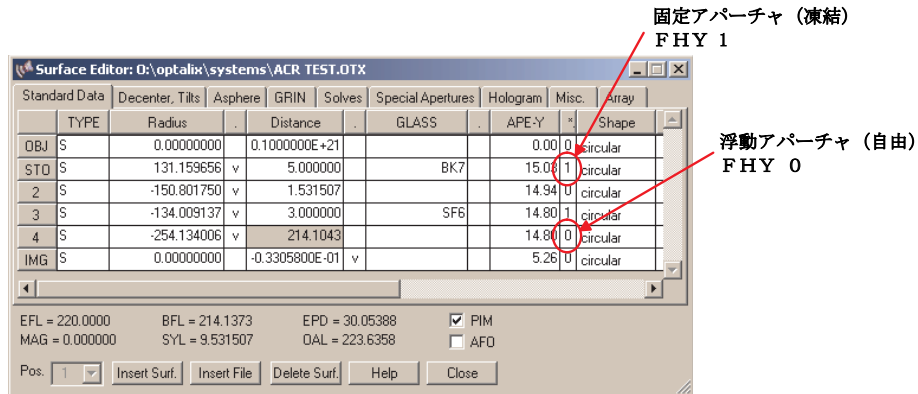 固定アパーチャ（凍結）
ＦＨＹ １
Surface Editor: O:\optalix\systems\ACR TEST.OTX
Standard Data Decenter, Tilts Asphere GRIN Solves Special Apertures Hologram Misc. Array
TYPE Radius . Distance . GLASS . APE-Y * Shape
OBJ S 0.00000000 0.1000000E+21 0.00 0 circular
浮動アパーチャ（自由）
ＦＨＹ ０
STO S 131.159656 v 5.000000 BK7 15.03 1 circular
2 S -150.801750 v 1.531507 14.94 0 circular
3 S -134.009137 v 3.000000 SF6 14.80 1 circular
4 S -254.134006 v 214.1043 14.80 0 circular
IMG S 0.00000000 -0.3305800E-01 v 5.26 0 circular
EFL = 220.0000 BFL = 214.1373 EPD = 30.05388 PIM
MAG = 0.000000 SYL = 9.531507 OAL = 223.6358 AFO
Pos. 1 Insert Surf. Insert File Delete Surf. Help Close